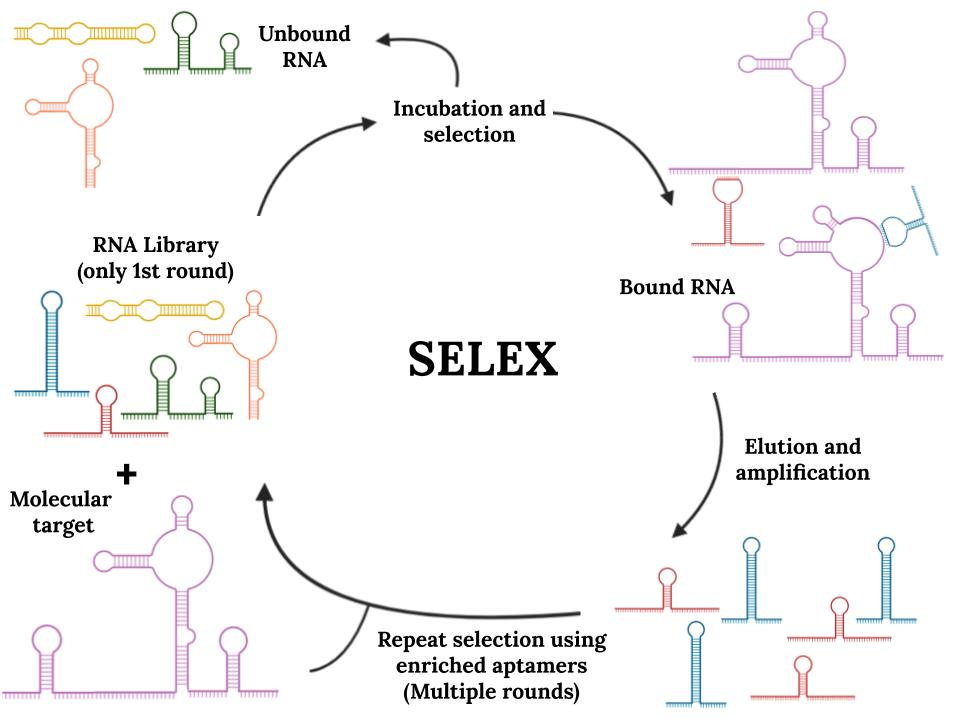 Unbound
RNA
Incubation and
selection
RNA Library
(only 1st round)
Bound RNA
SELEX
Elution and
amplification
+
Molecular
target
Repeat selection using
enriched aptamers
(Multiple rounds)